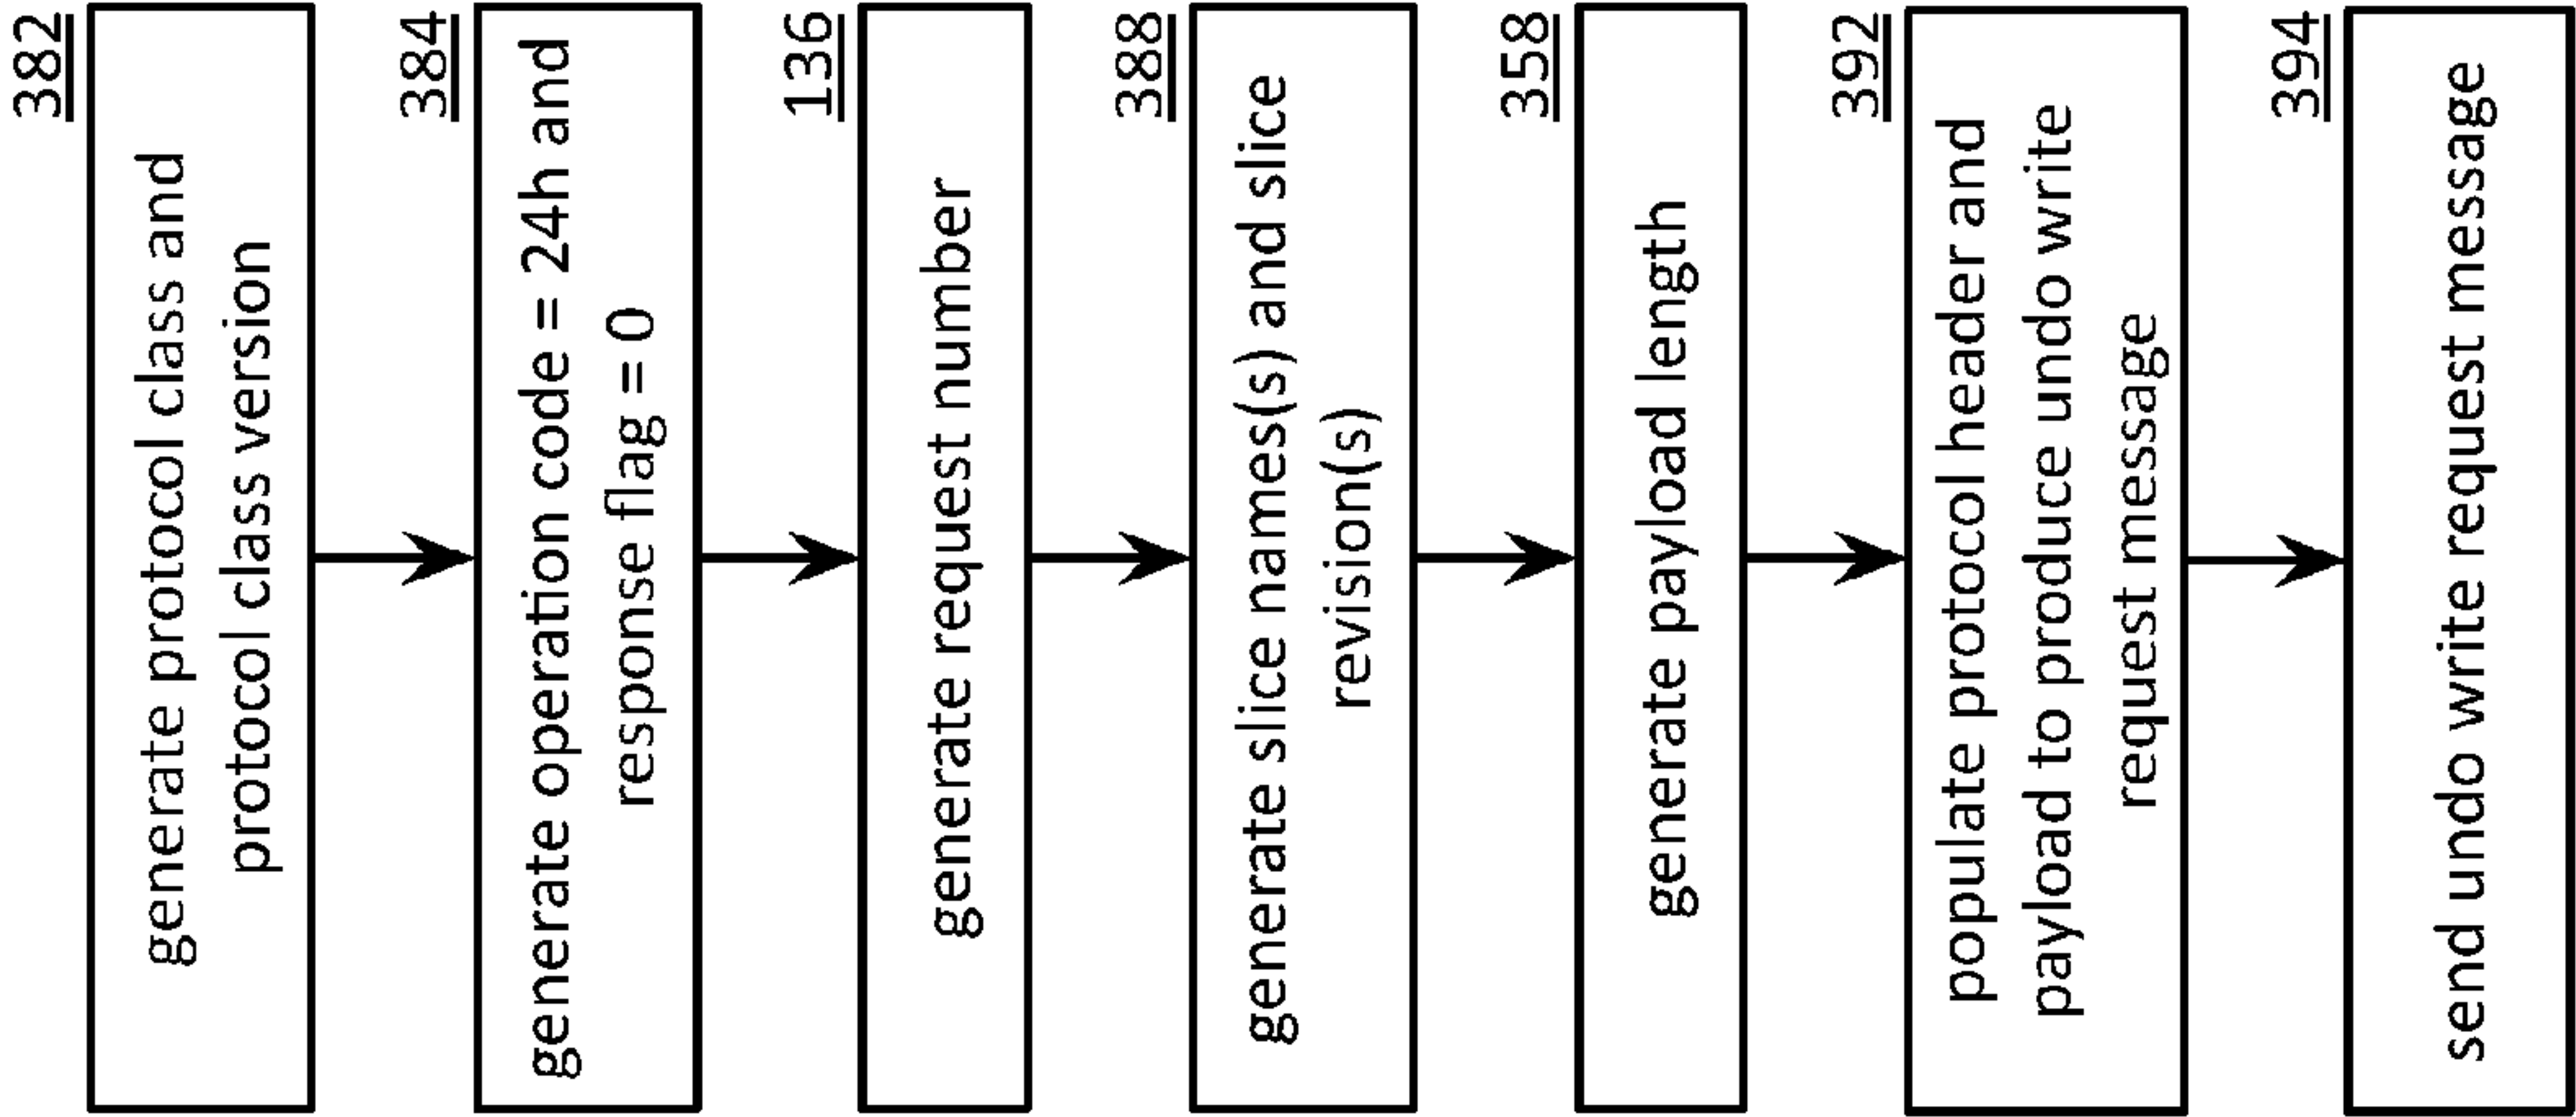 382
generate protocol class and
protocol class version
384
generate operation code = 24h and
response flag = 0
136
generate request number
388
generate slice names(s) and slice
revision(s)
358
generate payload length
392
populate protocol header and
payload to produce undo write
request message
394
send undo write request message